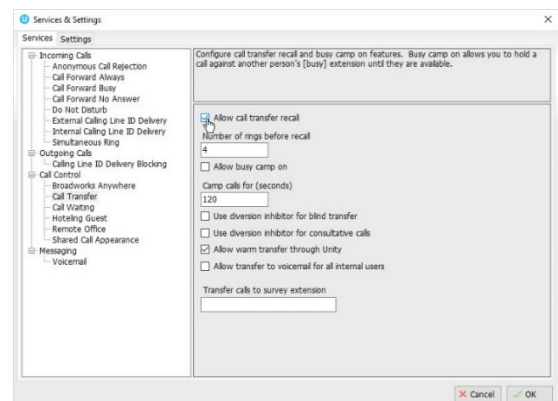 Services & Settings
Services Settings
Incoming Calls
Anonymous Call Rejection
Call Forward Always
Call Forward Busy
Call Forward No Answer
Do Not Disturb
External Calling Line ID Delivery
Internal Calling Line ID Delivery
Simultaneous Ring
Outgoing Calls
Calling Line ID Delivery Blocking
Call Control
Broadworks Anywhere
Call Transfer
Call Waiting
Hoteling Guest
Remote Office
Shared Call Appearance
Messaging
Voicemail
Configure call transfer recall and busy camp on features. Busy camp on allows you to hold a
call against another person's [busy] extension until they are available.
Allow call transfer recall
Number of rings before recall
4
Allow busy camp on
Camp calls for (seconds)
120
Use diversion inhibitor for blind transfer
Use diversion inhibitor for consultative calls
Allow warm transfer through Unity
Allow transfer to voicemail for all internal users
Transfer calls to survey extension
Cancel OK